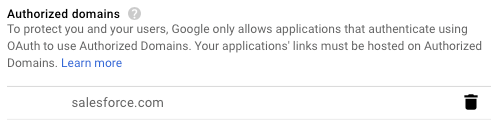 Authorized domains ?
To protect you and your users, Google only allows applications that authenticate using
OAuth to use Authorized Domains. Your applications' links must be hosted on Authorized
Domains. Learn more
salesforce.com